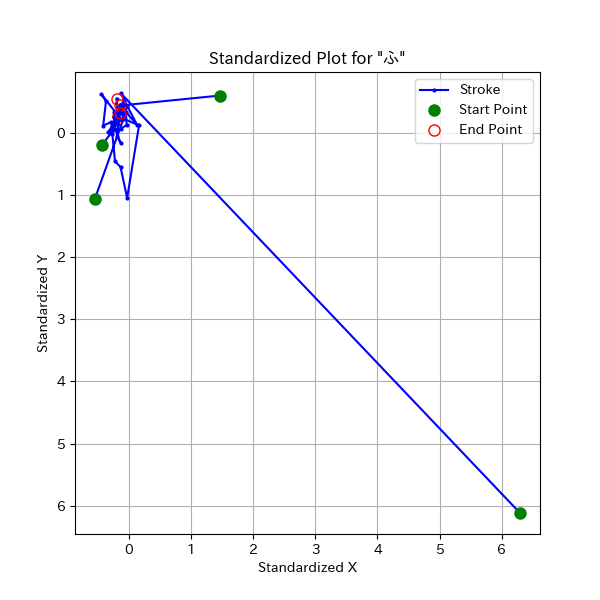 Standardized Plot for "ふ"
Stroke
Start Point
End Point
0
1
2
3
4
5
6
Standardized Y
0 1 2 3 4 5 6
Standardized X